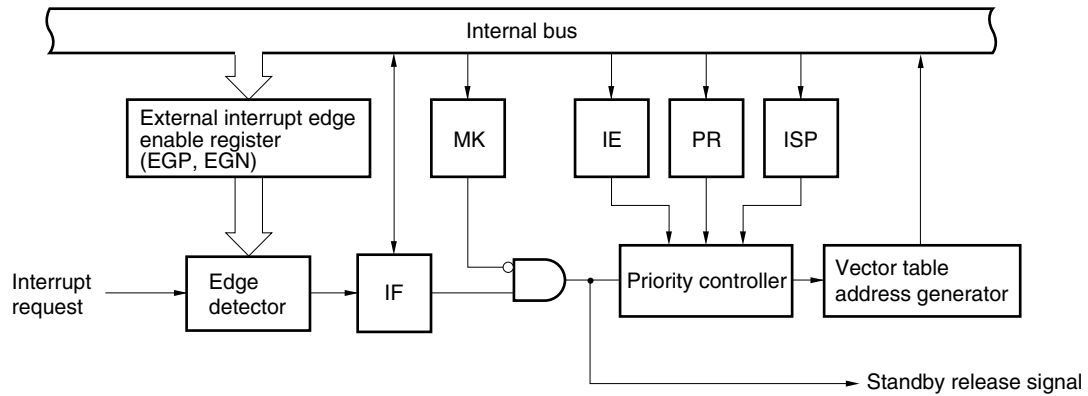 Internal bus
External interrupt edge
enable register
(EGP, EGN)
MK
IE
PR
ISP
Interrupt
request
Edge
detector
IF
Priority controller
Vector table
address generator
Standby release signal